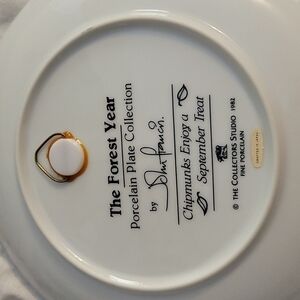 The Forest Year
Porcelain Plate Collection
by
Chipmunks Enjoy a
September Treat
© THE COLLECTORS STUDIO 1982
FINE PORCELAIN